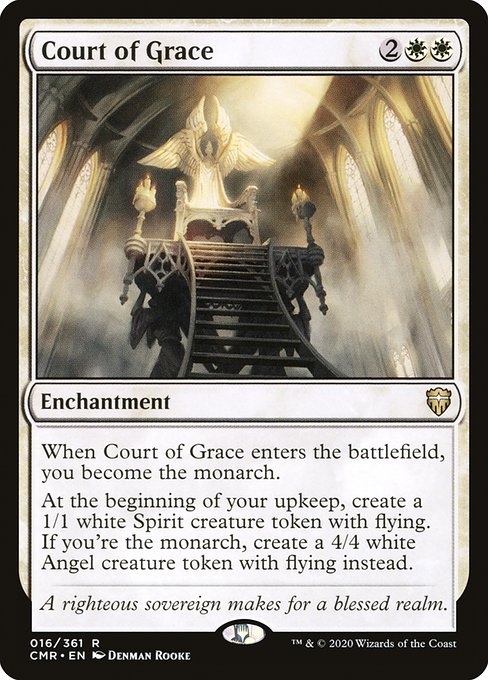 Court of Grace 2
Enchantment
When Court of Grace enters the battlefield,
you become the monarch.
At the beginning of your upkeep, create a
1/1 white Spirit creature token with flying.
If you're the monarch, create a 4/4 white
Angel creature token with flying instead.
A righteous sovereign makes for a blessed realm.
016/361 R
CMR • EN DENMAN ROOKE
™ & © 2020 Wizards of the Coast